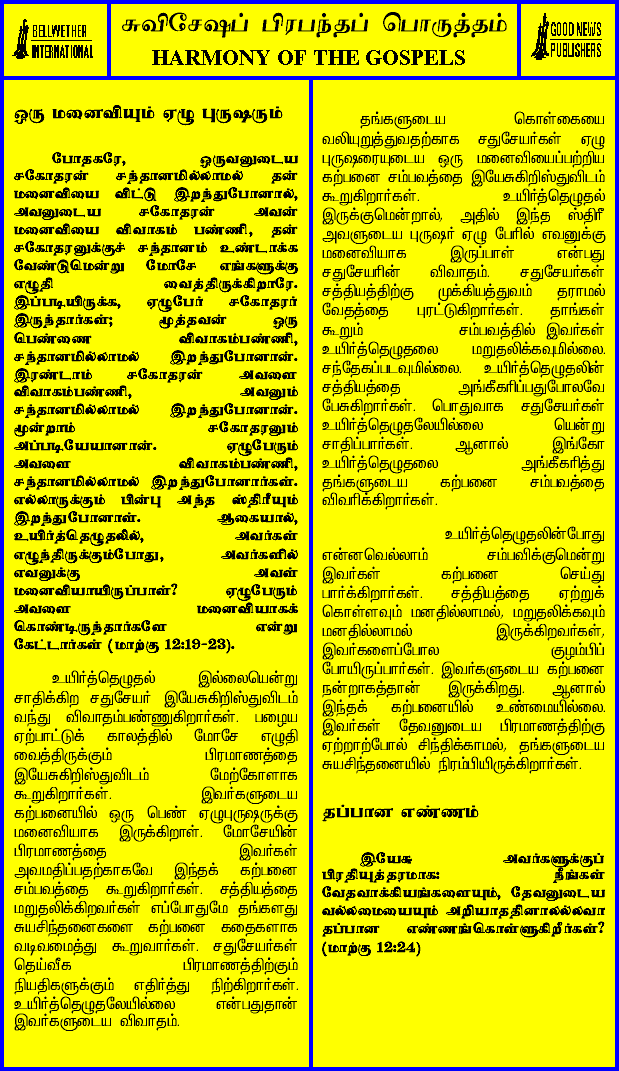 BELLWETHER
INTERNATIONAL
சுவிசேஷப் பிரபந்தப் பொருத்தம்
HARMONY OF THE GOSPELS
GOOD NEWS
PUBLISHERS
ஒரு மனைவியும் ஏழு புருஷரும்
போதகரே, ஒருவனுடைய
சகோதரன் சந்தானமில்லாமல் தன்
மனைவியை விட்டு இறந்துபோனால்,
அவனுடைய சகோதரன் அவன்
மனைவியை விவாகம் பண்ணி, தன்
சகோதரனுக்குச் சந்தானம் உண்டாக்க
வேண்டுமென்று மோசே எங்களுக்கு
எழுதி வைத்திருக்கிறாரே.
இப்படியிருக்க, ஏழுபேர் சகோதரர்
இருந்தார்கள்; மூத்தவன் ஒரு
பெண்ணை விவாகம்பண்ணி,
சந்தானமில்லாமல் இறந்துபோனான்.
இரண்டாம் சகோதரன் அவளை
விவாகம்பண்ணி, அவனும்
சந்தானமில்லாமல் இறந்துபோனான்.
மூன்றாம் சகோதரனும்
அப்படியேயானான். ஏழுபேரும்
அவளை விவாகம்பண்ணி,
சந்தானமில்லாமல் இறந்துபோனார்கள்.
எல்லாருக்கும் பின்பு அந்த ஸ்திரீயும்
இறந்துபோனாள். ஆகையால்,
உயிர்த்தெழுதலில், அவர்கள்
எழுந்திருக்கும்போது, அவர்களில்
எவனுக்கு அவள்
மனைவியாயிருப்பாள்? ஏழுபேரும்
அவளை மனைவியாகக்
கொண்டிருந்தார்களே என்று
கேட்டார்கள் (மாற்கு 12:19-23).
உயிர்த்தெழுதல் இல்லையென்று
சாதிக்கிற சதுசேயர் இயேசுகிறிஸ்துவிடம்
வந்து விவாதம்பண்ணுகிறார்கள். பழைய
ஏற்பாட்டுக் காலத்தில் மோசே எழுதி
வைத்திருக்கும் பிரமாணத்தை
இயேசுகிறிஸ்துவிடம் மேற்கோளாக
கூறுகிறார்கள். இவர்களுடைய
கற்பனையில் ஒரு பெண் ஏழுபுருஷருக்கு
மனைவியாக இருக்கிறாள். மோசேயின்
பிரமாணத்தை இவர்கள்
அவமதிப்பதற்காகவே இந்தக் கற்பனை
சம்பவத்தை கூறுகிறார்கள். சத்தியத்தை
மறுதலிக்கிறவர்கள் எப்போதுமே தங்களது
சுயசிந்தனைகளை கற்பனை கதைகளாக
வடிவமைத்து கூறுவார்கள். சதுசேயர்கள்
தெய்வீக பிரமாணத்திற்கும்
நியதிகளுக்கும் எதிர்த்து நிற்கிறார்கள்.
உயிர்த்தெழுதலேயில்லை என்பதுதான்
இவர்களுடைய விவாதம்.
தங்களுடைய கொள்கையை
வலியுறுத்துவதற்காக சதுசேயர்கள் ஏழு
புருஷரையுடைய ஒரு மனைவியைப்பற்றிய
கற்பனை சம்பவத்தை இயேசுகிறிஸ்துவிடம்
கூறுகிறார்கள். உயிர்த்தெழுதல்
இருக்குமென்றால், அதில் இந்த ஸ்திரீ
அவளுடைய புருஷர் ஏழு பேரில் எவனுக்கு
மனைவியாக இருப்பாள் என்பது
சதுசேயரின் விவாதம். சதுசேயர்கள்
சத்தியத்திற்கு முக்கியத்துவம் தராமல்
வேதத்தை புரட்டுகிறார்கள். தாங்கள்
கூறும் சம்பவத்தில் இவர்கள்
உயிர்த்தெழுதலை மறுதலிக்கவுமில்லை.
சந்தேகப்படவுமில்லை. உயிர்த்தெழுதலின்
சத்தியத்தை அங்கீகரிப்பதுபோலவே
பேசுகிறார்கள். பொதுவாக சதுசேயர்கள்
உயிர்த்தெழுதலேயில்லை யென்று
சாதிப்பார்கள். ஆனால் இங்கோ
உயிர்த்தெழுதலை அங்கீகரித்து
தங்களுடைய கற்பனை சம்பவத்தை
விவரிக்கிறார்கள்.
உயிர்த்தெழுதலின்போது
என்னவெல்லாம் சம்பவிக்குமென்று
இவர்கள் கற்பனை செய்து
பார்க்கிறார்கள். சத்தியத்தை ஏற்றுக்
கொள்ளவும் மனதில்லாமல், மறுதலிக்கவும்
மனதில்லாமல் இருக்கிறவர்கள்,
இவர்களைப்போல குழம்பிப்
போயிருப்பார்கள். இவர்களுடைய கற்பனை
நன்றாகத்தான் இருக்கிறது. ஆனால்
இந்தக் கற்பனையில் உண்மையில்லை.
இவர்கள் தேவனுடைய பிரமாணத்திற்கு
ஏற்றாற்போல் சிந்திக்காமல், தங்களுடைய
சுயசிந்தனையில் நிரம்பியிருக்கிறார்கள்.
தப்பான எண்ணம்
இயேசு அவர்களுக்குப்
பிரதியுத்தரமாக: நீங்கள்
வேதவாக்கியங்களையும், தேவனுடைய
வல்லமையையும் அறியாததினாலல்லவா
தப்பான எண்ணங்கொள்ளுகிறீர்கள்?
(மாற்கு 12:24)